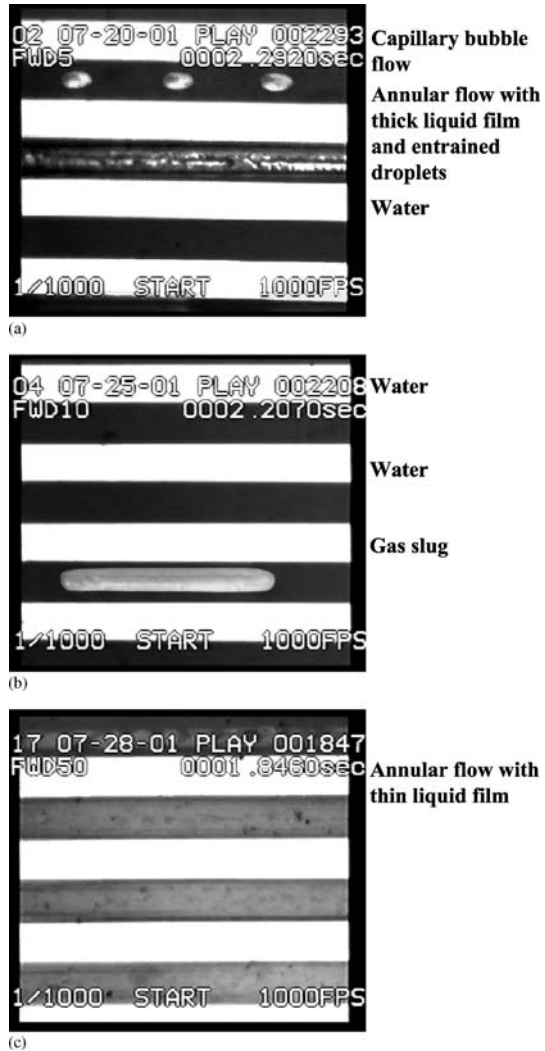 02 07-20-01 PLAY 002293
FWD5 0002.2920sec
1/1000 START 1000FPS
Capillary bubble
flow
Annular flow with
thick liquid film
and entrained
droplets
Water
(a)
04 07-25-01 PLAY 002208
FWD10 0002.2070sec
1/1000 START 1000FPS
Water
Water
Gas slug
(b)
17 07-28-01 PLAY 001847
FWD50 0001.8460sec
1/1000 START 1000FPS
Annular flow with
thin liquid film
(c)